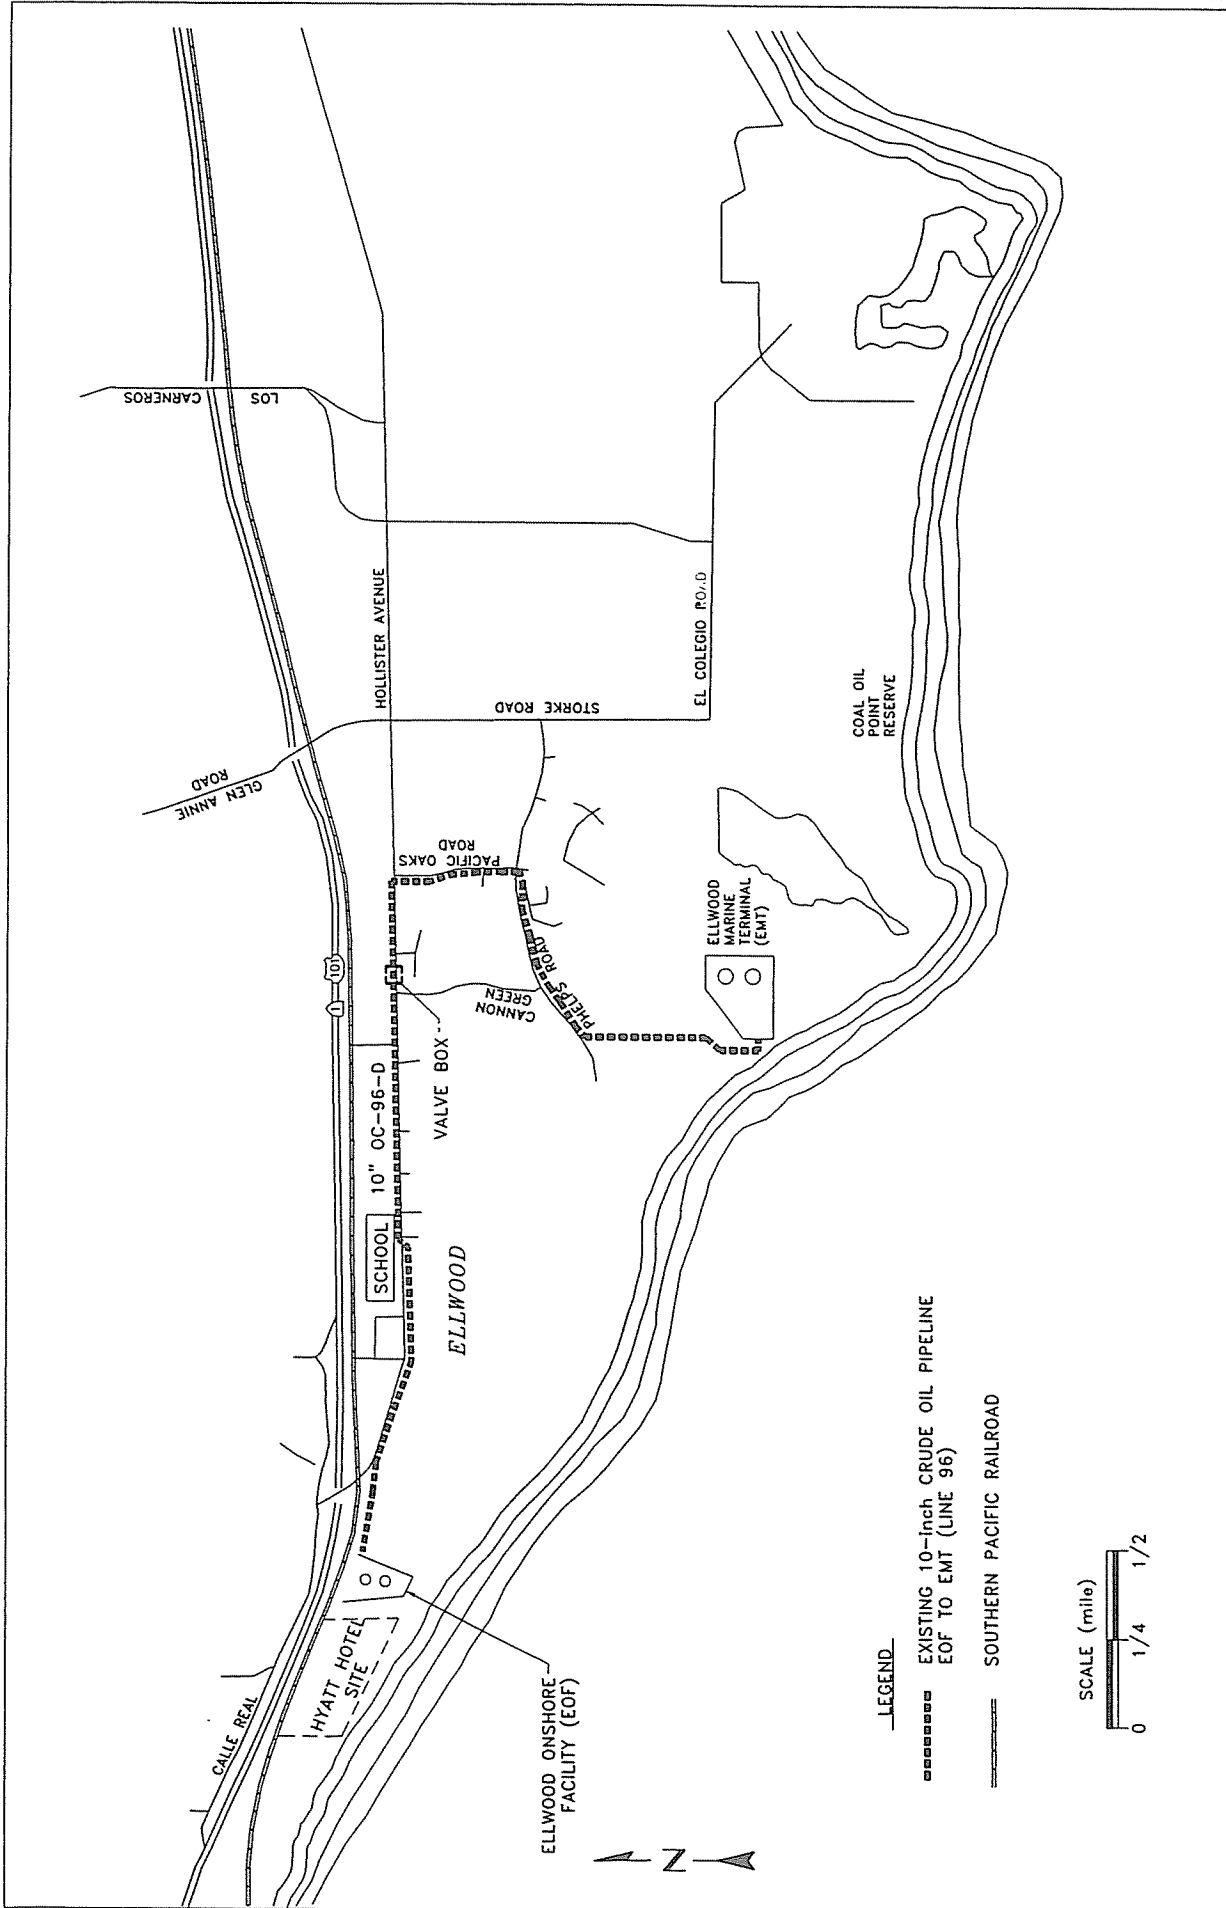 CALLE REAL
HYATT HOTEL
SITE
ELLWOOD ONSHORE
FACILITY (EOF)
SCHOOL
10" OC-96-D
ELLWOOD
VALVE BOX
1
101
CANNON
GREEN
PHELPS ROAD
PACIFIC OAKS
ROAD
GLEN ANNIE
ROAD
HOLLISTER AVENUE
STORKE ROAD
LOS
CARNEROS
EL COLEGIO ROAD
ELLWOOD
MARINE
TERMINAL
(EMT)
COAL OIL
POINT
RESERVE
N
LEGEND
EXISTING 10-inch CRUDE OIL PIPELINE
EOF TO EMT (LINE 96)
SOUTHERN PACIFIC RAILROAD
SCALE (mile)
0 1/4 1/2